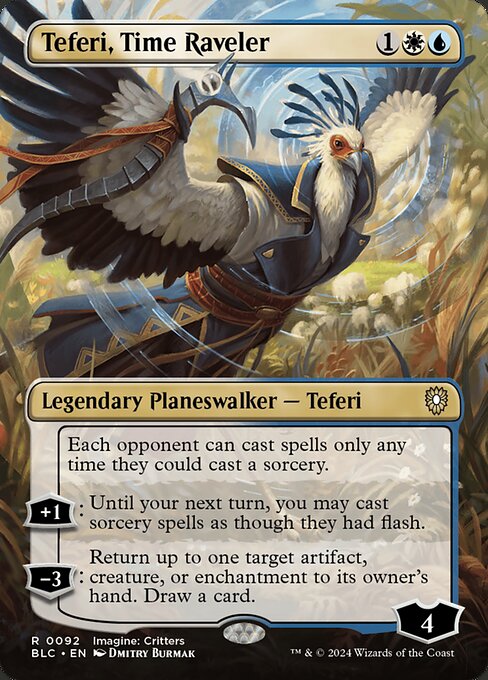 Teferi, Time Raveler 1
Legendary Planeswalker — Teferi
Each opponent can cast spells only any
time they could cast a sorcery.
+1 : Until your next turn, you may cast
sorcery spells as though they had flash.
Return up to one target artifact,
−3 : creature, or enchantment to its owner's
hand. Draw a card.
4
R 0092 Imagine: Critters
BLC • EN Dmitry Burmak ™ & © 2024 Wizards of the Coast